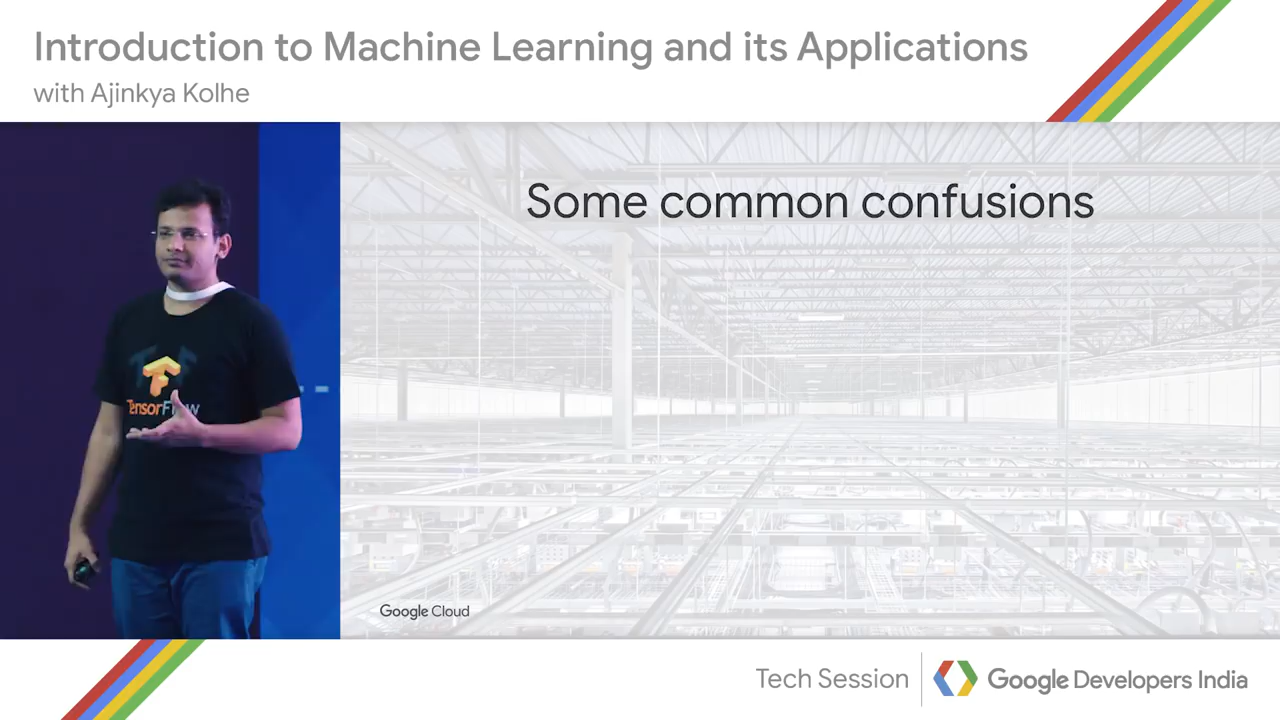 Introduction to Machine Learning and its Applications
with Ajinkya Kolhe
Some common confusions
TensorFlow
Google Cloud
Tech Session
Google Developers India